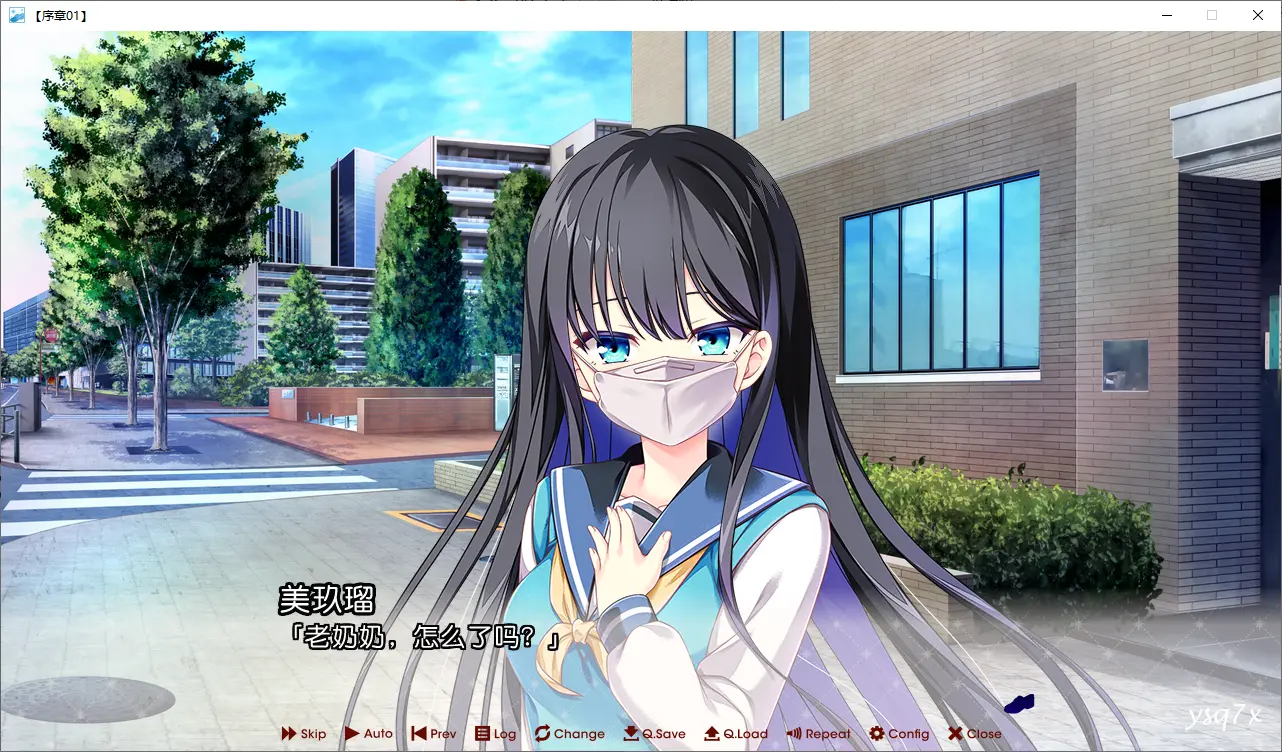 【序章01】
美玖瑠
「老奶奶，怎么了吗？」
ysq7x
Skip Auto Prev Log Change Q.Save Q.Load Repeat Config Close